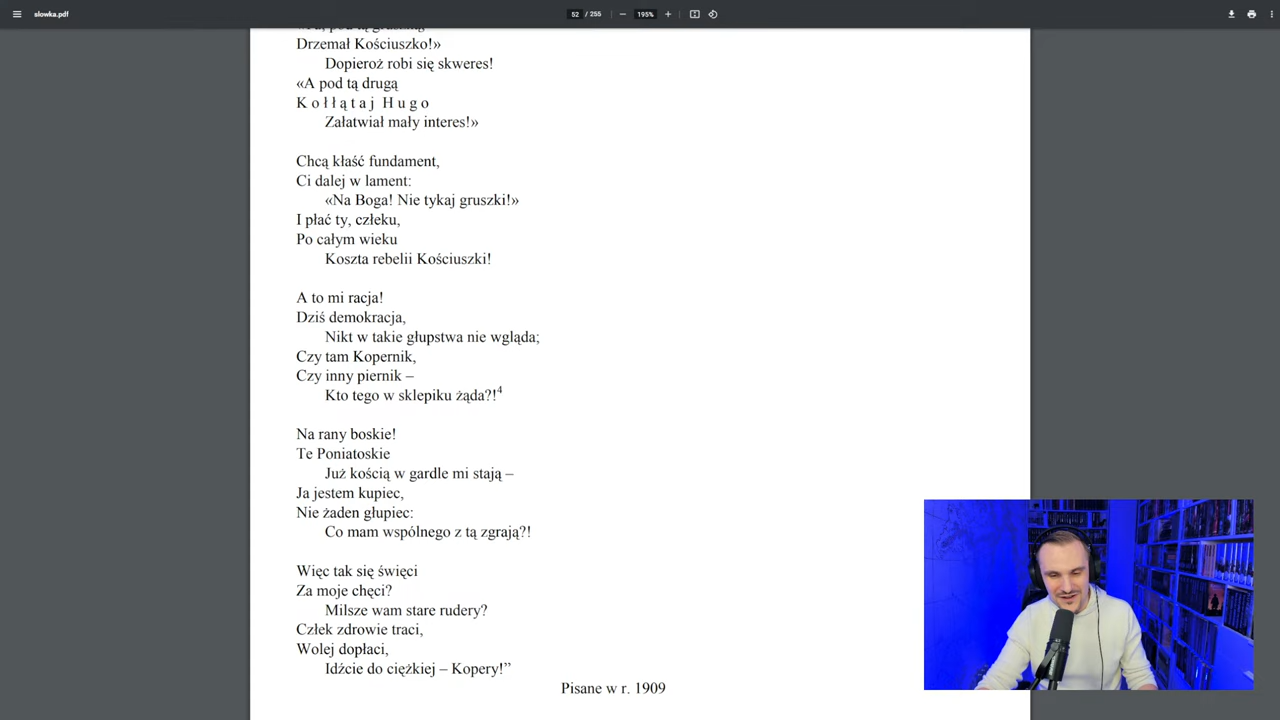 slowka.pdf
52 / 255
195%
Drzemał Kościuszko!»
Dopieroż robi się skweres!
«A pod tą drugą
K o ł ł ą t a j H u g o
Załatwiał mały interes!»
Chcą kłaść fundament,
Ci dalej w lament:
«Na Boga! Nie tykaj gruszki!»
I płać ty, człeku,
Po całym wieku
Koszta rebelii Kościuszki!
A to mi racja!
Dziś demokracja,
Nikt w takie głupstwa nie wgląda;
Czy tam Kopernik,
Czy inny piernik –
Kto tego w sklepiku żąda?!4
Na rany boskie!
Te Poniatoskie
Już kością w gardle mi stają –
Ja jestem kupiec,
Nie żaden głupiec:
Co mam wspólnego z tą zgrają?!
Więc tak się święci
Za moje chęci?
Milsze wam stare rudery?
Człek zdrowie traci,
Wolej dopłaci,
Idźcie do ciężkiej – Kopery!”
Pisane w r. 1909